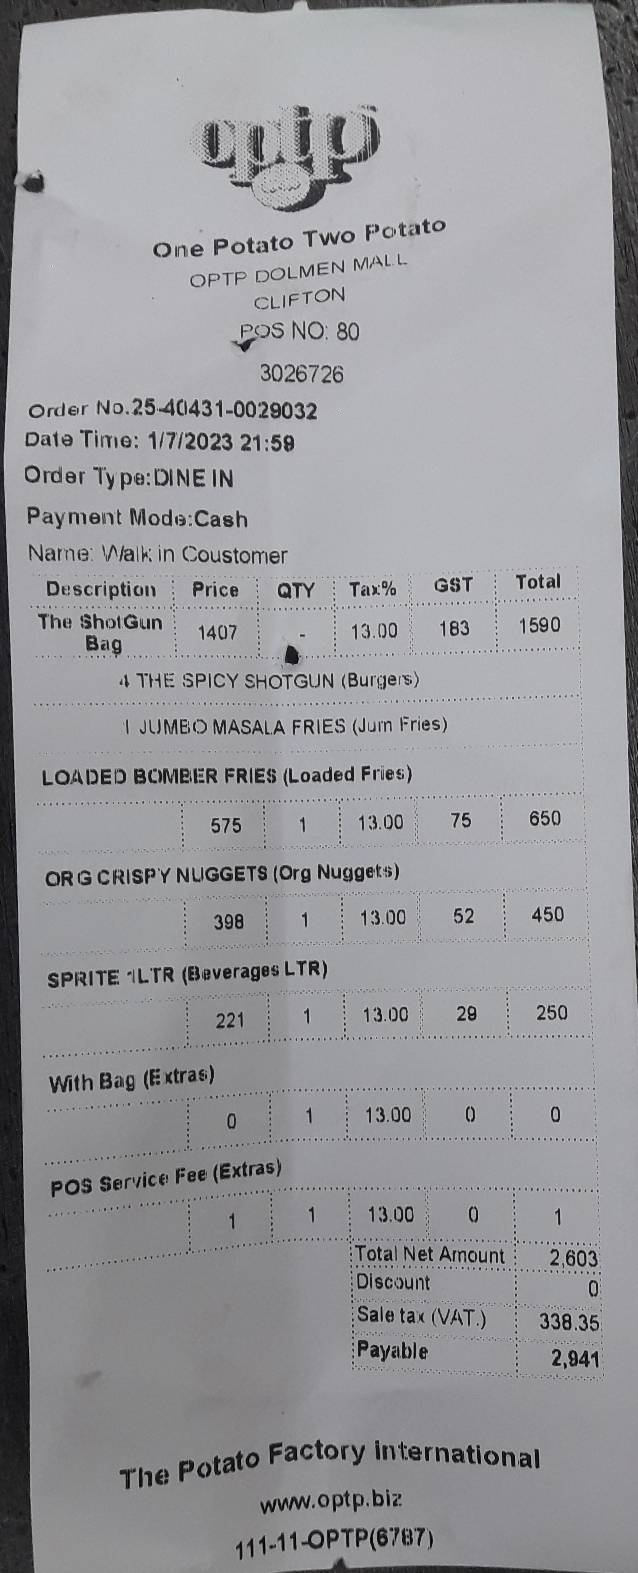 optp
One Potato Two Potato
OPTP DOLMEN MALL
CLIFTON
POS NO: 80
3026726
Order No.25-40431-0029032
Date Time: 1/7/2023 21:59
Order Type:DINE IN
Payment Mode:Cash
Name: Walk in Coustomer
Description Price QTY Tax% GST Total
The ShotGun Bag 1407 - 13.00 183 1590
4 THE SPICY SHOTGUN (Burgers)
1 JUMBO MASALA FRIES (Jum Fries)
LOADED BOMBER FRIES (Loaded Fries)
575 1 13.00 75 650
ORG CRISPY NUGGETS (Org Nuggets)
398 1 13.00 52 450
SPRITE 1LTR (Beverages LTR)
221 1 13.00 29 250
With Bag (Extras)
0 1 13.00 0 0
POS Service Fee (Extras)
1 1 13.00 0 1
Total Net Amount 2,603
Discount 0
Sale tax (VAT.) 338.35
Payable 2,941
The Potato Factory international
www.optp.biz
111-11-OPTP(6787)